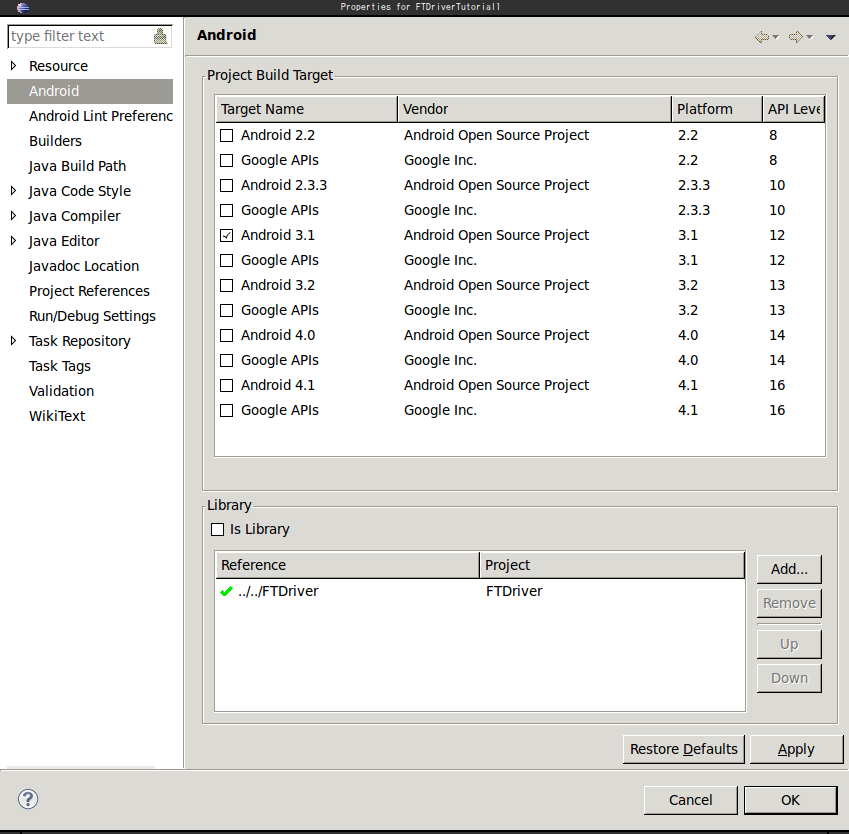 Properties for FTDriverTutorial1
type filter text
Android
Resource
Android
Android Lint Preferenc
Builders
Java Build Path
Java Code Style
Java Compiler
Java Editor
Javadoc Location
Project References
Run/Debug Settings
Task Repository
Task Tags
Validation
WikiText
Project Build Target
Target Name Vendor Platform API Leve
Android 2.2 Android Open Source Project 2.2 8
Google APIs Google Inc. 2.2 8
Android 2.3.3 Android Open Source Project 2.3.3 10
Google APIs Google Inc. 2.3.3 10
Android 3.1 Android Open Source Project 3.1 12
Google APIs Google Inc. 3.1 12
Android 3.2 Android Open Source Project 3.2 13
Google APIs Google Inc. 3.2 13
Android 4.0 Android Open Source Project 4.0 14
Google APIs Google Inc. 4.0 14
Android 4.1 Android Open Source Project 4.1 16
Google APIs Google Inc. 4.1 16
Library
Is Library
Reference Project
../../FTDriver FTDriver
Add...
Remove
Up
Down
Restore Defaults Apply
? Cancel OK